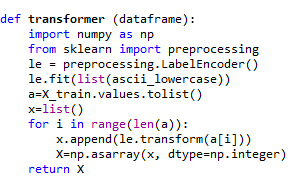 def transformer (dataframe):
    import numpy as np
    from sklearn import preprocessing
    le = preprocessing.LabelEncoder()
    le.fit(list(ascii_lowercase))
    a=X_train.values.tolist()
    x=list()
    for i in range(len(a)):
        x.append(le.transform(a[i]))
        X=np.asarray(x, dtype=np.integer)
    return X